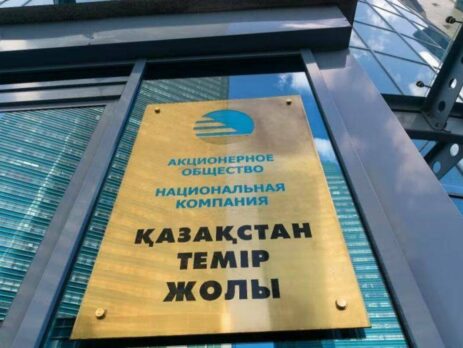 АКЦИОНЕРНОЕ
ОБЩЕСТВО
НАЦИОНАЛЬНАЯ
КОМПАНИЯ
ҚАЗАҚСТАН
ТЕМІР
ЖОЛЫ